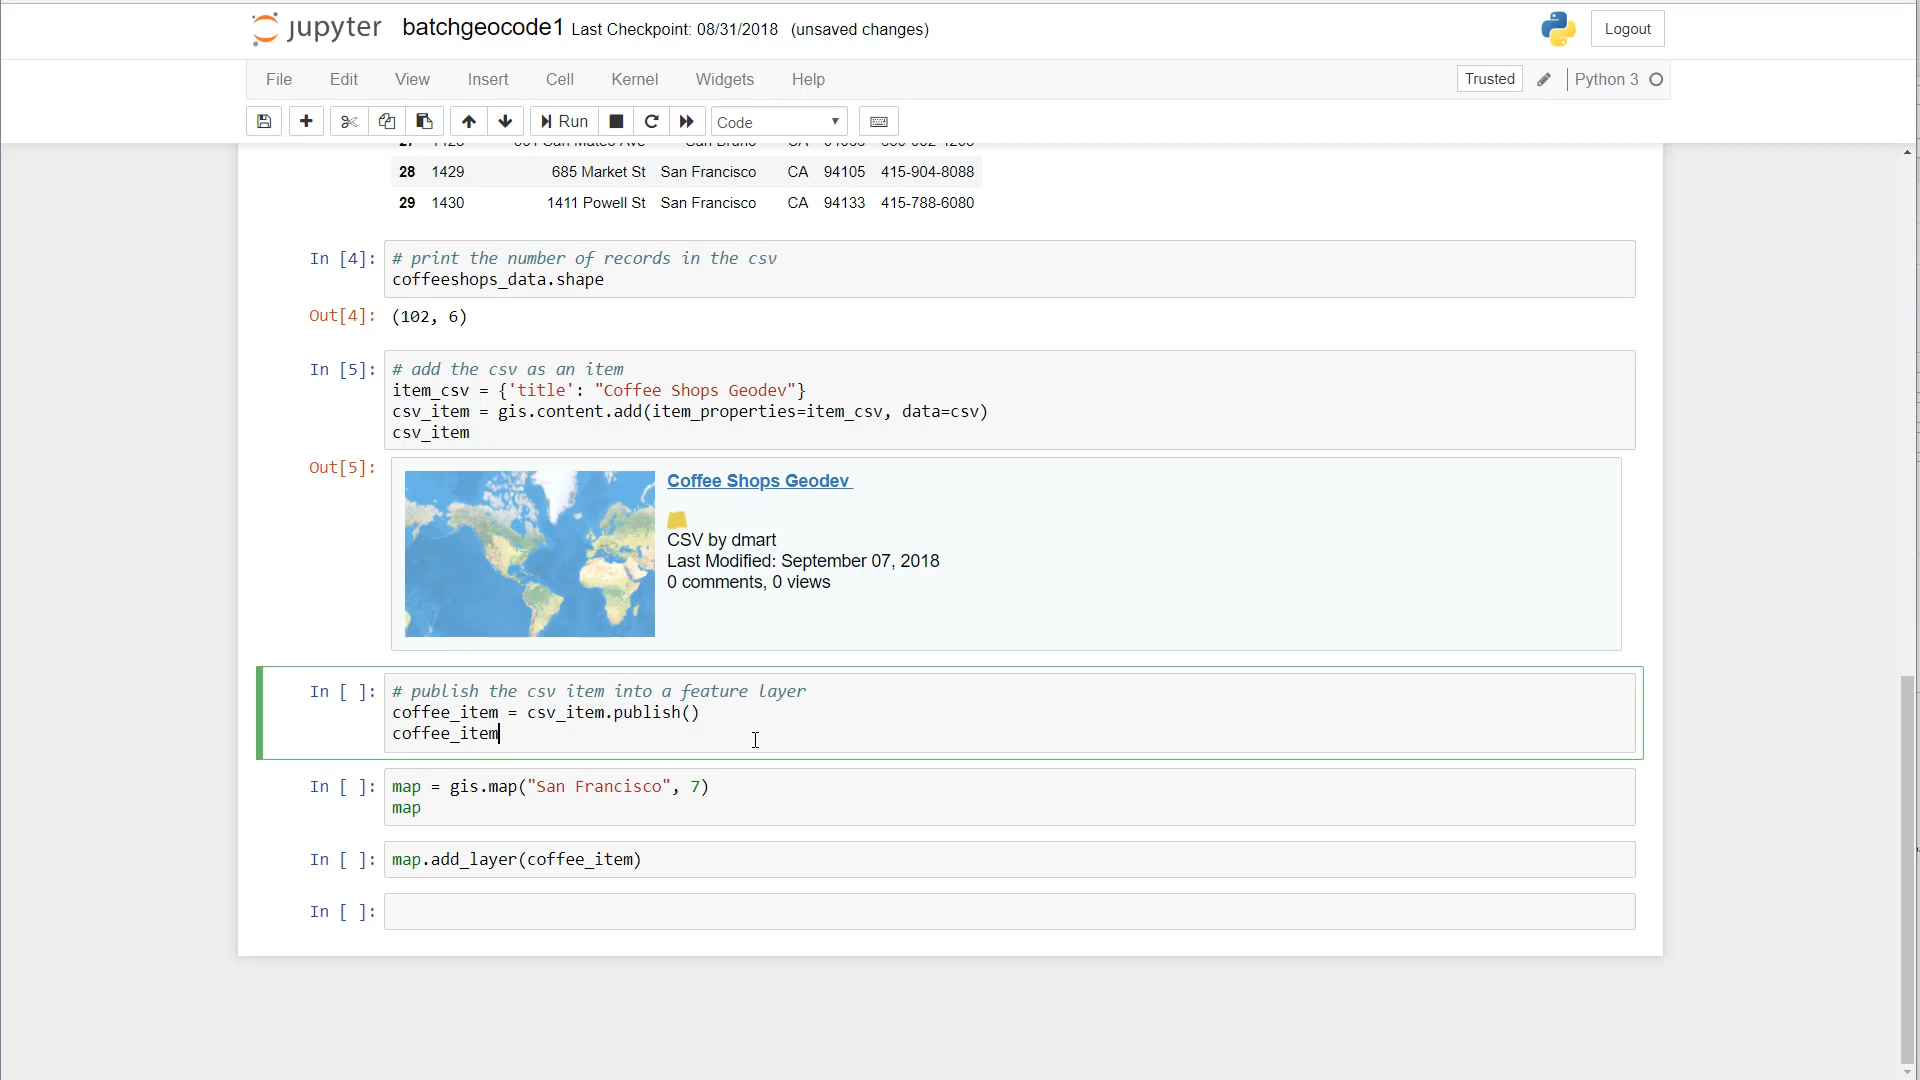 jupyter batchgeocode1 Last Checkpoint: 08/31/2018 (unsaved changes)
Logout
File Edit View Insert Cell Kernel Widgets Help
Trusted Python 3
Run Code
28 1429 685 Market St San Francisco CA 94105 415-904-8088
29 1430 1411 Powell St San Francisco CA 94133 415-788-6080
In [4]: # print the number of records in the csv
coffeeshops_data.shape
Out[4]: (102, 6)
In [5]: # add the csv as an item
item_csv = {'title': "Coffee Shops Geodev"}
csv_item = gis.content.add(item_properties=item_csv, data=csv)
csv_item
Out[5]:
Coffee Shops Geodev
CSV by dmart
Last Modified: September 07, 2018
0 comments, 0 views
In [ ]: # publish the csv item into a feature layer
coffee_item = csv_item.publish()
coffee_item
In [ ]: map = gis.map("San Francisco", 7)
map
In [ ]: map.add_layer(coffee_item)
In [ ]: